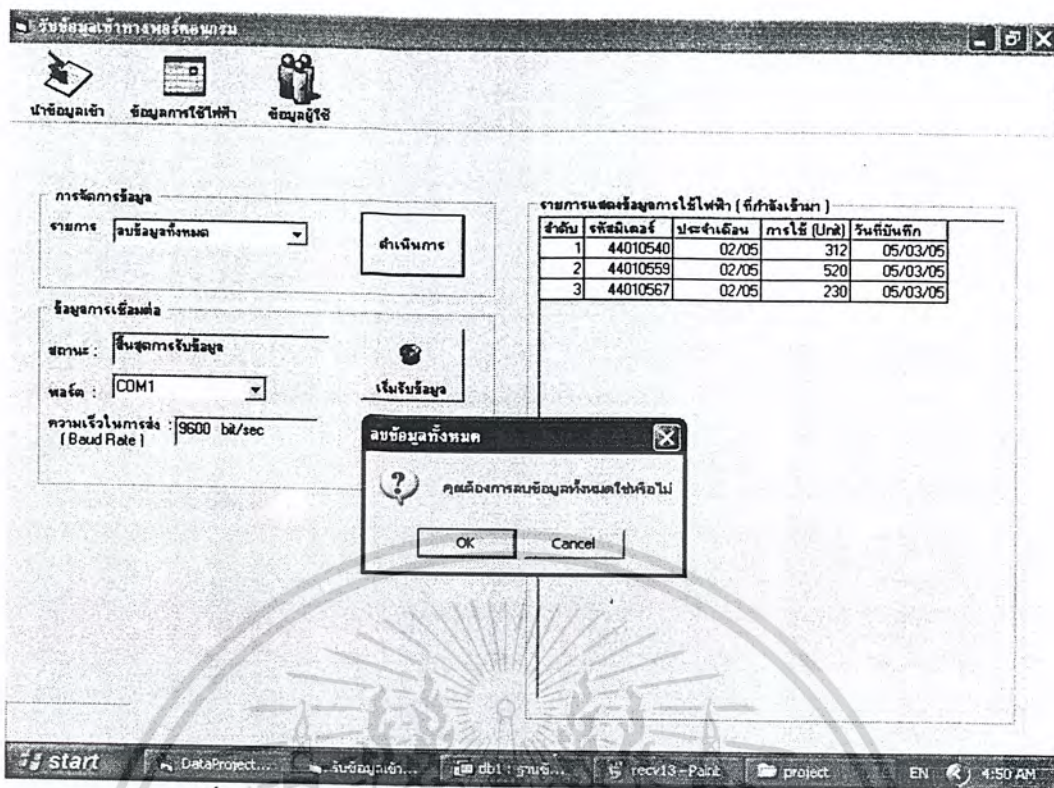 รับข้อมูลเข้าทางพอร์ตอนุกรม
นำข้อมูลเข้า ข้อมูลการใช้ไฟฟ้า ข้อมูลผู้ใช้
การจัดการข้อมูล
รายการ ลบข้อมูลทั้งหมด
ดำเนินการ
ข้อมูลการเชื่อมต่อ
สถานะ : สิ้นสุดการรับข้อมูล
พอร์ต : COM1
เริ่มรับข้อมูล
ความเร็วในการส่ง : 9600 bit/sec
( Baud Rate )
รายการแสดงข้อมูลการใช้ไฟฟ้า ( ที่กำลังเข้ามา )
ลำดับ รหัสมิเตอร์ ประจำเดือน การใช้ (Unit) วันที่บันทึก
1 44010540 02/05 312 05/03/05
2 44010559 02/05 520 05/03/05
3 44010567 02/05 230 05/03/05
ลบข้อมูลทั้งหมด
คุณต้องการลบข้อมูลทั้งหมดใช่หรือไม่
OK Cancel
start DataProject... รับข้อมูลเข้า... db1 : ฐานข้... recv13 - Paint project EN 4:50 AM